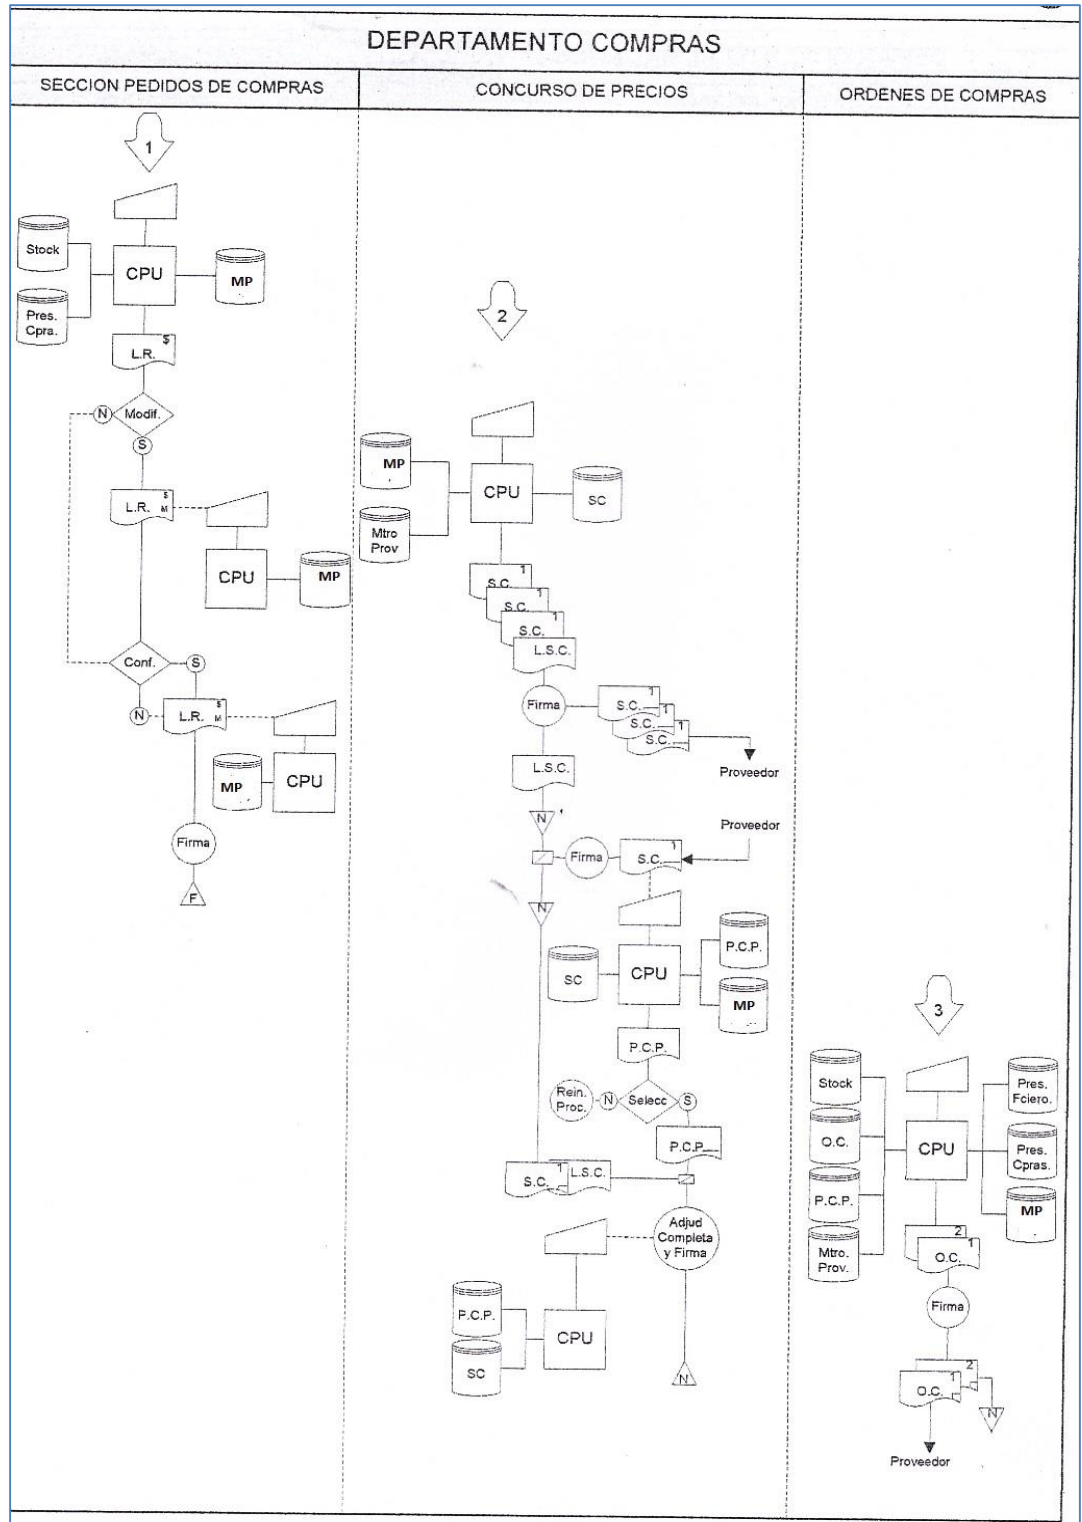 DEPARTAMENTO COMPRAS
SECCION PEDIDOS DE COMPRAS
CONCURSO DE PRECIOS
ORDENES DE COMPRAS
1
Stock
CPU
MP
Pres.
Cpra.
$
L.R.
N
Modif.
S
$
L.R. M
CPU
MP
Conf.
S
N
$
L.R. M
MP
CPU
Firma
F
2
MP
CPU
SC
Mtro
Prov
1
S.C.
1
S.C.
1
S.C.
L.S.C.
Firma
1
S.C.
1
S.C.
1
S.C.
Proveedor
L.S.C.
N
Proveedor
Firma
1
S.C.
N
P.C.P.
SC
CPU
MP
P.C.P.
Rein.
Proc.
N
Selecc
S
P.C.P.
1
S.C.
L.S.C.
Adjud
Completa
y Firma
P.C.P.
CPU
SC
N
3
Stock
Pres.
Fciero.
O.C.
CPU
Pres.
Cpras.
P.C.P.
MP
Mtro.
Prov.
2
1
O.C.
Firma
2
1
O.C.
N
Proveedor